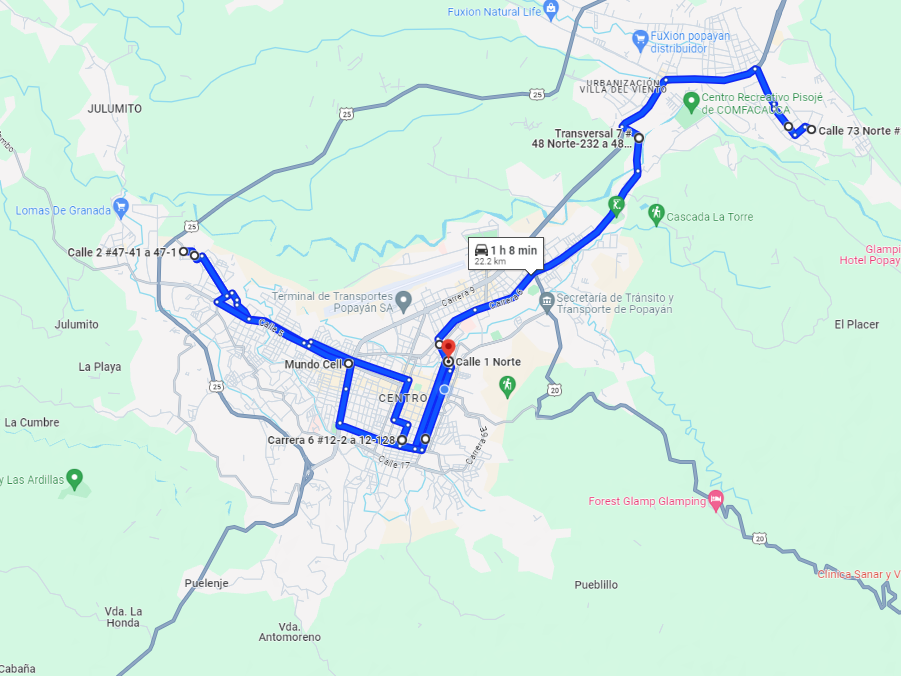 Fuxion Natural Life
FuXion popayan
distribuidor
25
URBANIZACIÓN
VILLA DEL VIENTO
Centro Recreativo Pisojé
de COMFACAUCA
JULUMITO
25
Transversal 7 #
48 Norte-232 a 48...
Calle 73 Norte #
Lomas De Granada
Cascada La Torre
25
Calle 2 #47-41 a 47-1
1 h 8 min
22.2 km
Glampi
Hotel Popay
Terminal de Transportes
Popayán SA
Carrera 9
Carrera 6
Secretaría de Tránsito y
Transporte de Popayán
Julumito
Calle 5
El Placer
Mundo Cell
Calle 1 Norte
La Playa
25
CENTRO
20
La Cumbre
Carrera 6 #12-2 a 12-128
Calle 17
Carrera 39
y Las Ardillas
Forest Glamp Glamping
20
Clínica Sanar y V
Puelenje
Pueblillo
Vda. La
Honda
Vda.
Antomoreno
Cabaña